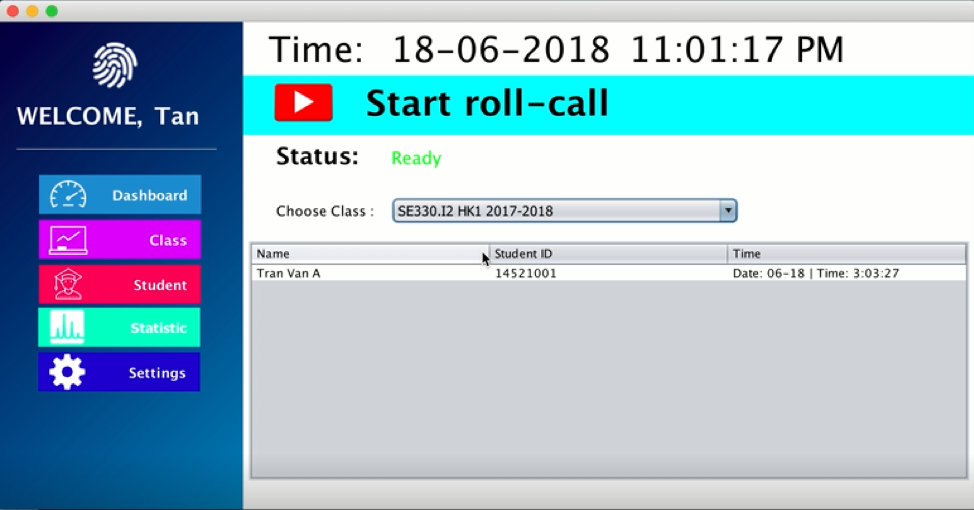 Time: 18-06-2018 11:01:17 PM
WELCOME, Tan
Start roll-call
Status: Ready
Dashboard
Class
Student
Statistic
Settings
Choose Class : SE330.I2 HK1 2017-2018
Name Student ID Time
Tran Van A 14521001 Date: 06-18 | Time: 3:03:27